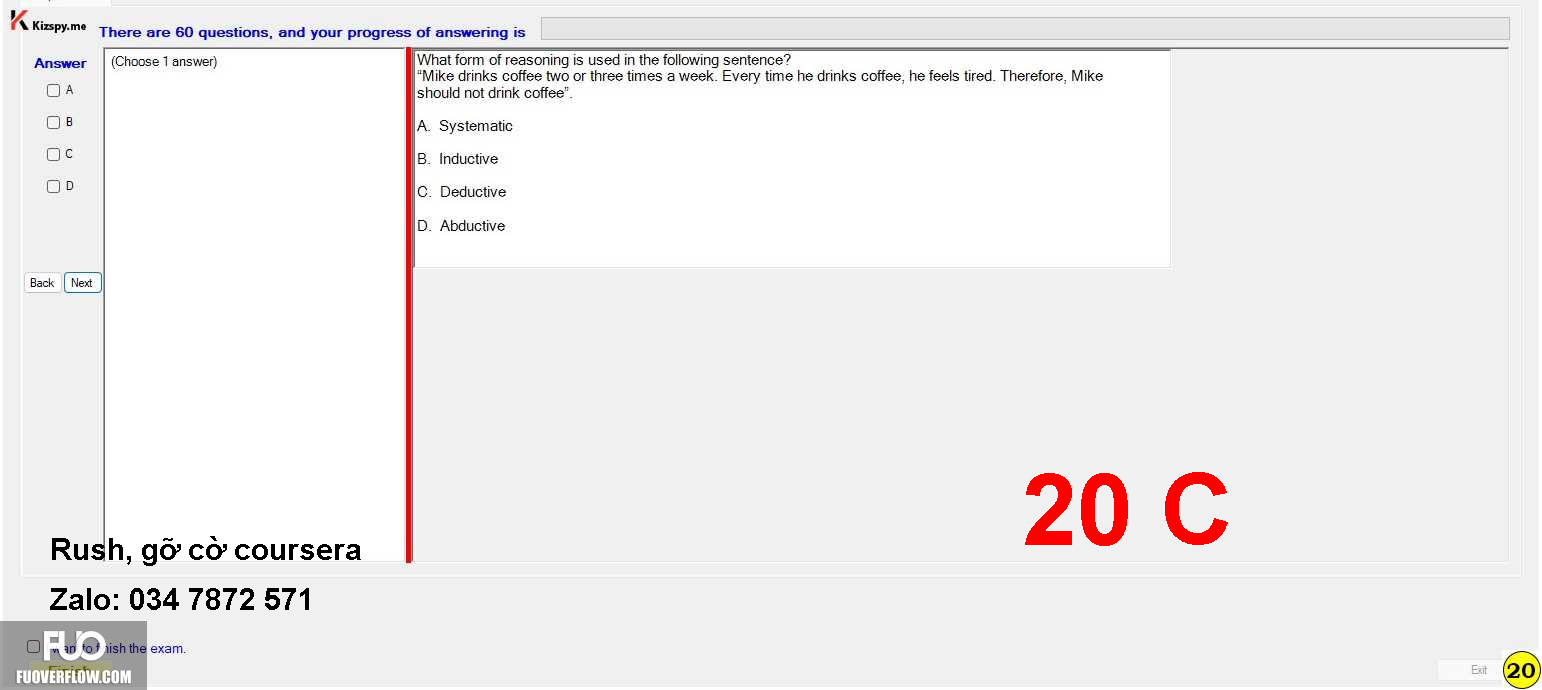 Kizspy.me
There are 60 questions, and your progress of answering is
Answer
(Choose 1 answer)
A
B
C
D
Back
Next
What form of reasoning is used in the following sentence?
“Mike drinks coffee two or three times a week. Every time he drinks coffee, he feels tired. Therefore, Mike
should not drink coffee”.
A. Systematic
B. Inductive
C. Deductive
D. Abductive
20 C
Rush, gỡ cờ coursera
Zalo: 034 7872 571
FUO
want to finish the exam.
Finish
FUOVERFLOW.COM
Exit
20